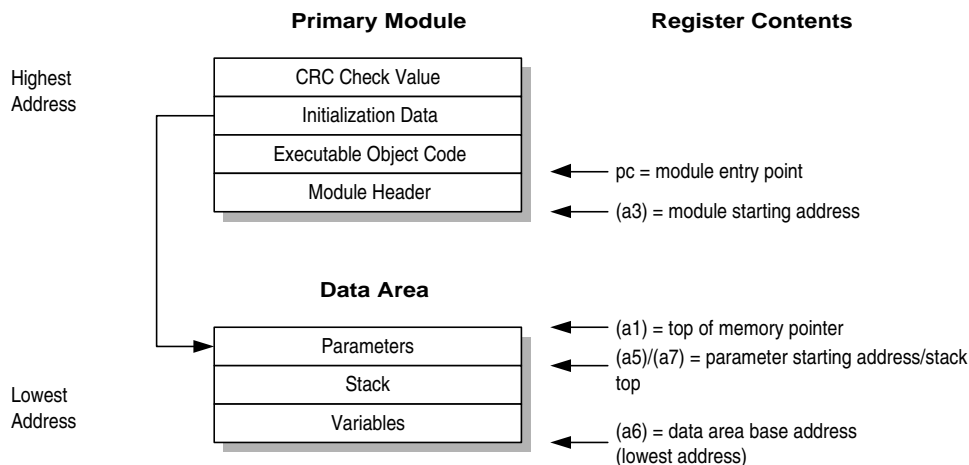 Primary Module
Register Contents
Highest
Address
CRC Check Value
Initialization Data
Executable Object Code
Module Header
pc = module entry point
(a3) = module starting address
Data Area
Parameters
Stack
Variables
(a1) = top of memory pointer
(a5)/(a7) = parameter starting address/stack
top
Lowest
Address
(a6) = data area base address
(lowest address)